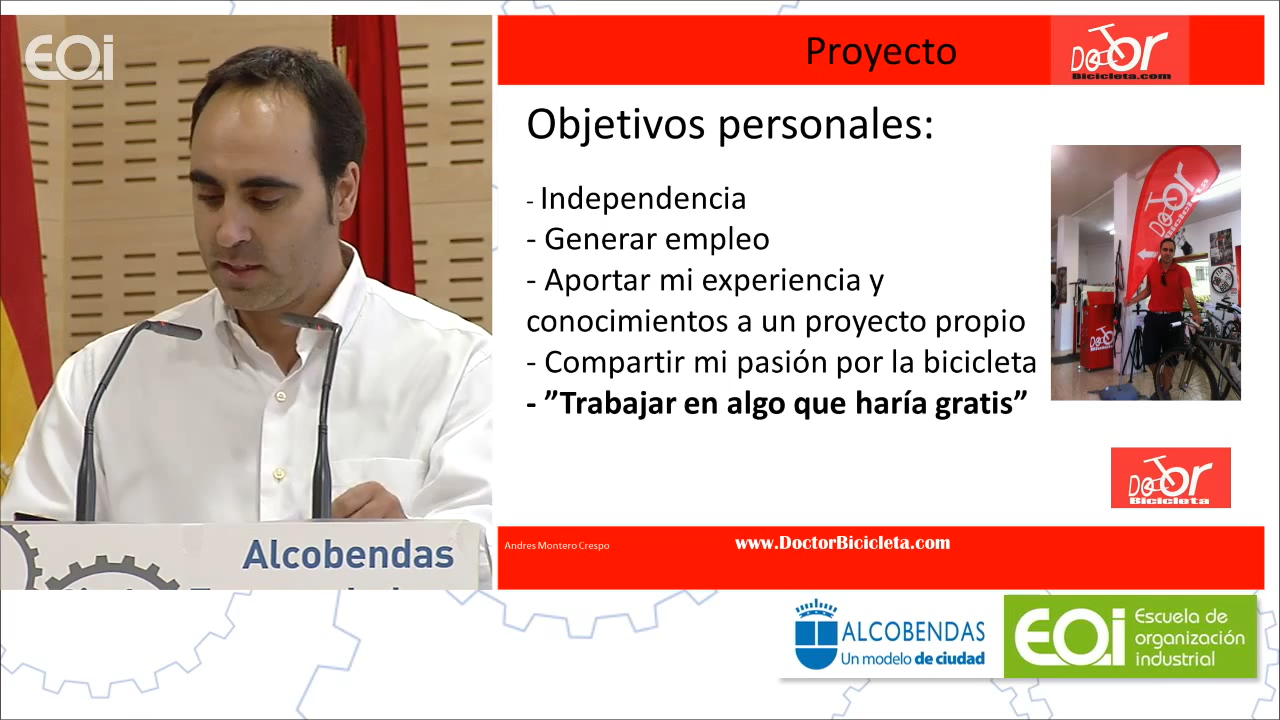 EOi
Proyecto
Doctor
Bicicleta.com
Objetivos personales:
- Independencia
- Generar empleo
- Aportar mi experiencia y
conocimientos a un proyecto propio
- Compartir mi pasión por la bicicleta
- ”Trabajar en algo que haría gratis”
Doctor
Doctor
Doctor
Bicicleta
Andres Montero Crespo
www.DoctorBicicleta.com
Alcobendas
ALCOBENDAS
Un modelo de ciudad
EOi
Escuela de
organización
industrial